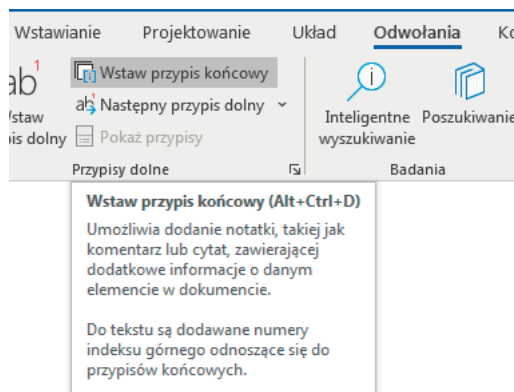 Wstawianie Projektowanie Układ Odwołania
ab1 Wstaw przypis końcowy
Następny przypis dolny
dolny Pokaż przypisy
Inteligentne wyszukiwanie
Poszukiwanie
Przypisy dolne Badania
Wstaw przypis końcowy (Alt+Ctrl+D)
Umożliwia dodanie notatki, takiej jak
komentarz lub cytat, zawierającej
dodatkowe informacje o danym
elemencie w dokumencie.
Do tekstu są dodawane numery
indeksu górnego odnoszące się do
przypisów końcowych.